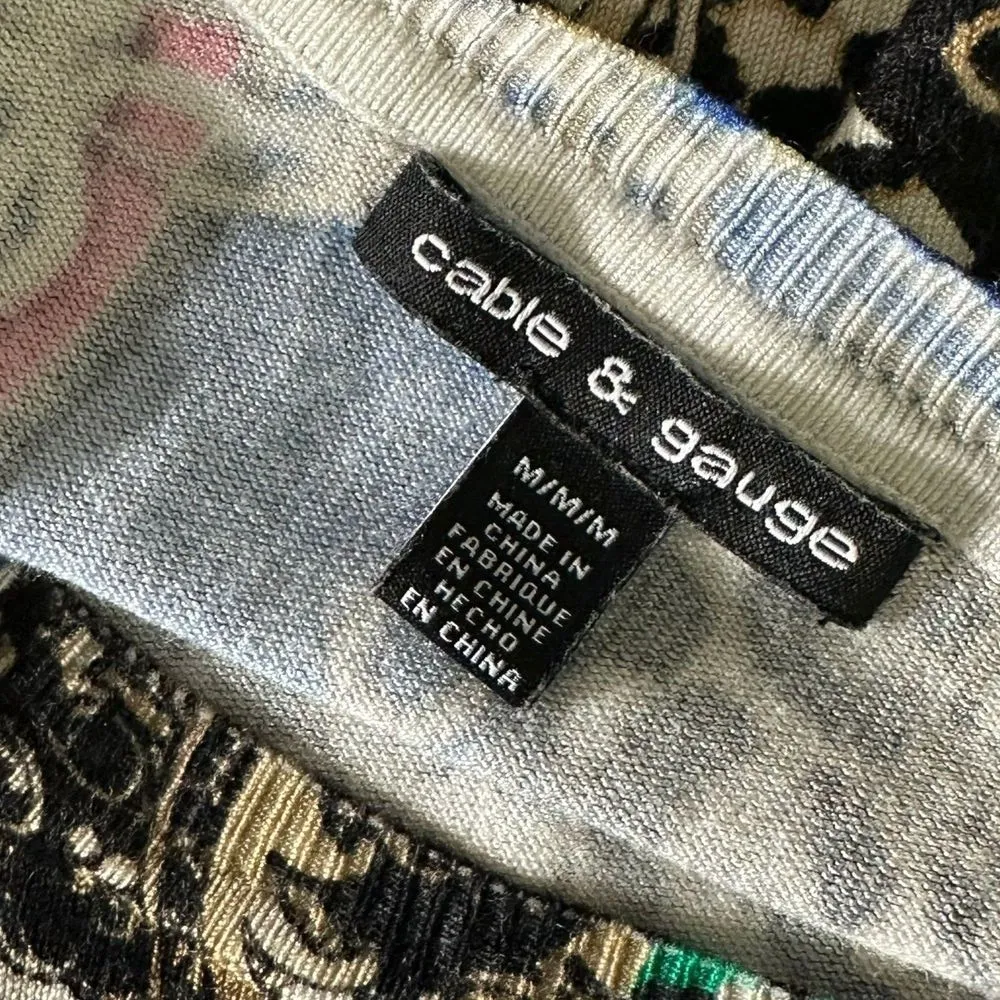 cable & gauge
M/M/M
MADE IN
CHINA
FABRIQUE
EN CHINE
HECHO
EN CHINA